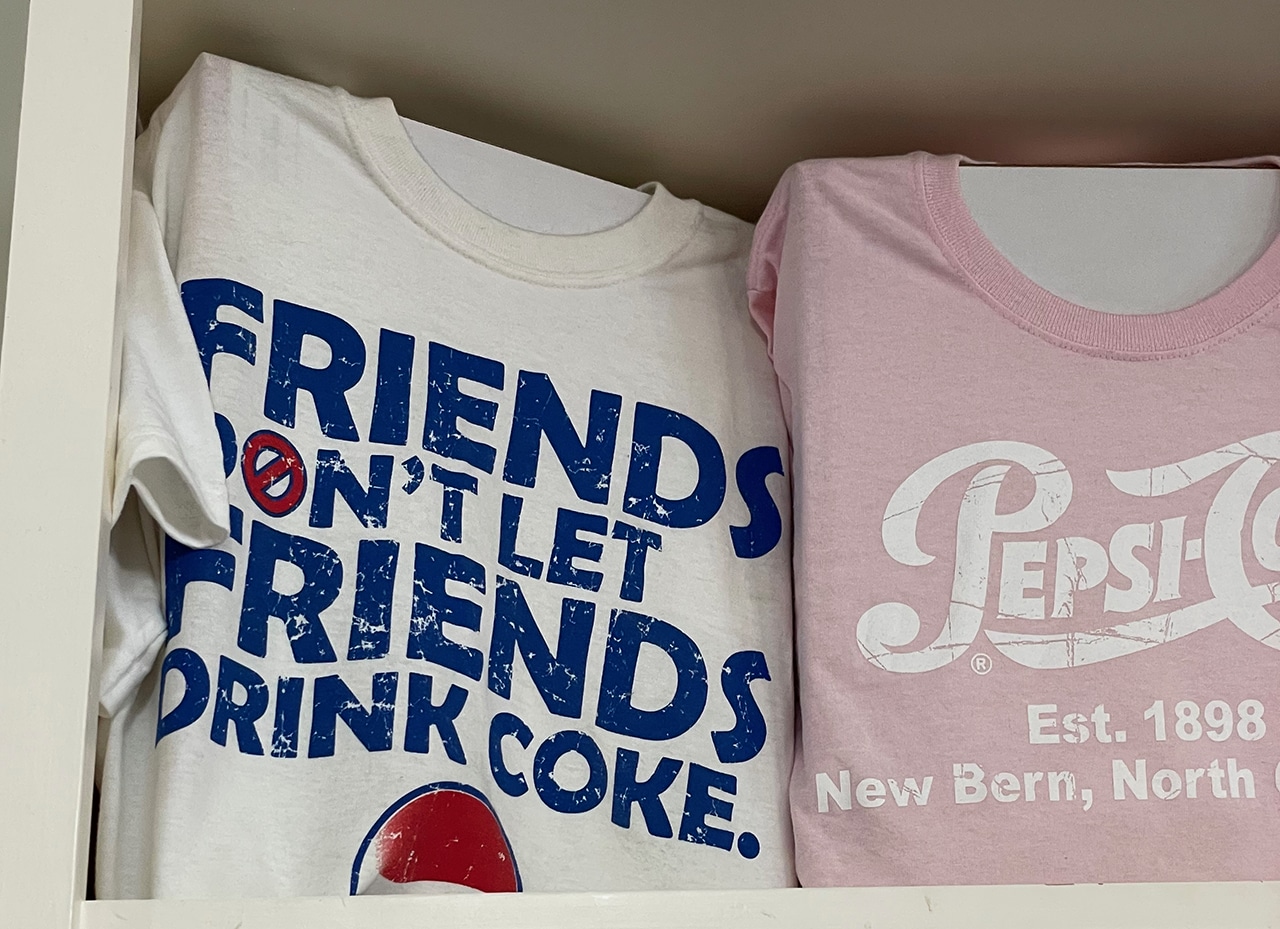 FRIENDS
DON'T LET
FRIENDS
DRINK COKE.
PEPSI-
®
Est. 1898
New Bern, North